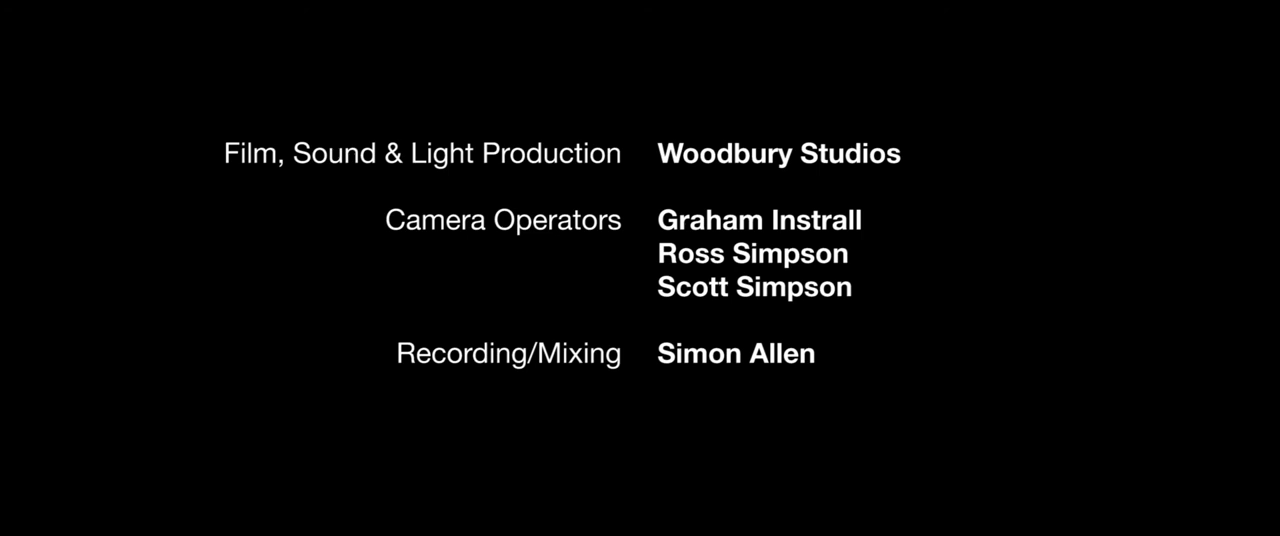 Film, Sound & Light Production Woodbury Studios
Camera Operators Graham Instrall
Ross Simpson
Scott Simpson
Recording/Mixing Simon Allen